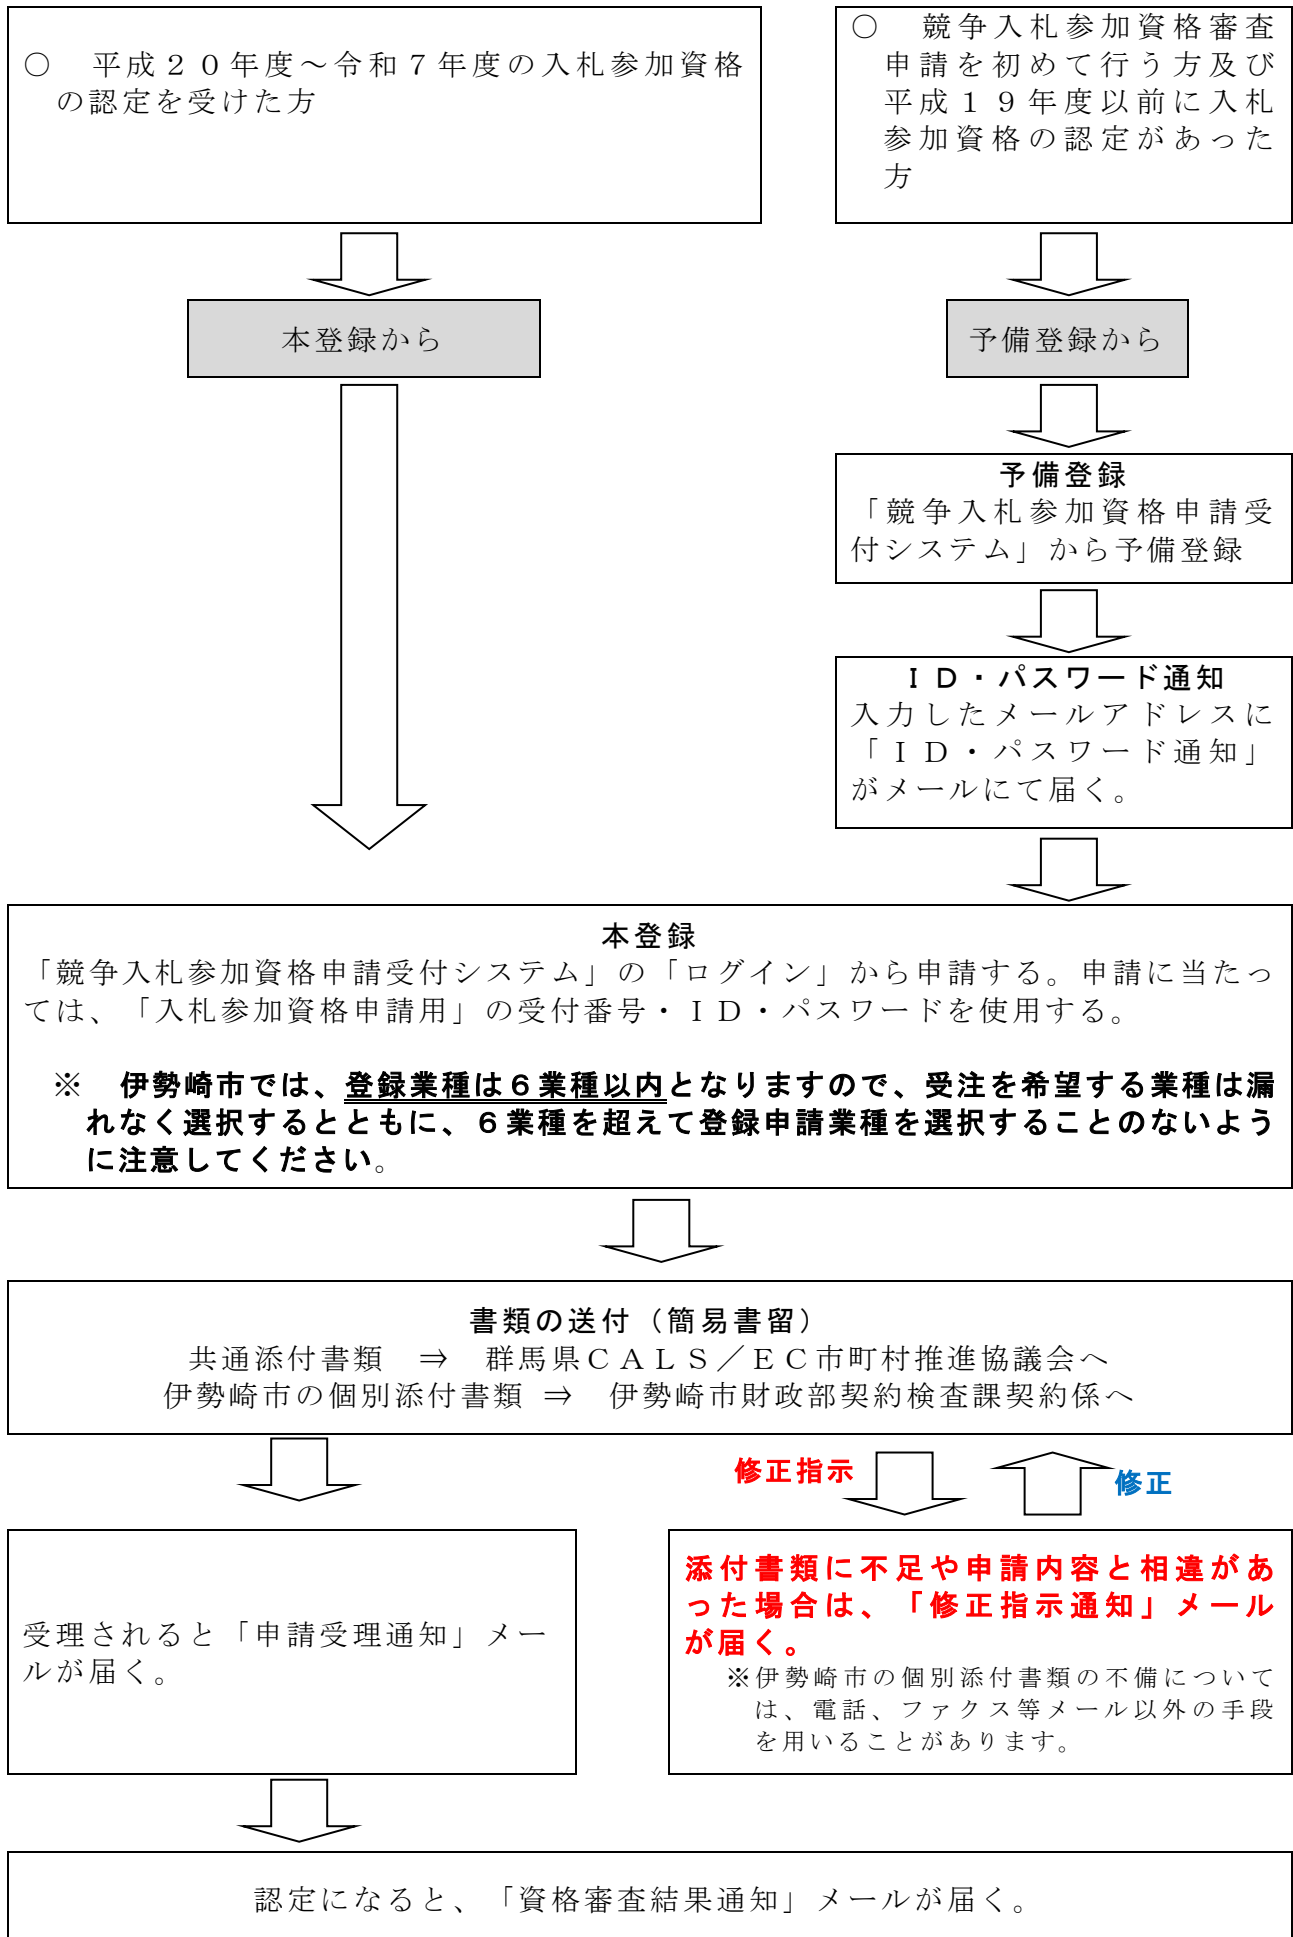 ○　平成２０年度～令和７年度の入札参加資格
の認定を受けた方
○　競争入札参加資格審査
申請を初めて行う方及び
平成１９年度以前に入札
参加資格の認定があった
方
本登録から
予備登録から
予備登録
「競争入札参加資格申請受
付システム」から予備登録
ＩＤ・パスワード通知
入力したメールアドレスに
「ＩＤ・パスワード通知」
がメールにて届く。
本登録
「競争入札参加資格申請受付システム」の「ログイン」から申請する。申請に当たっ
ては、「入札参加資格申請用」の受付番号・ＩＤ・パスワードを使用する。
※　伊勢崎市では、登録業種は６業種以内となりますので、受注を希望する業種は漏
れなく選択するとともに、６業種を超えて登録申請業種を選択することのないよう
に注意してください。
書類の送付（簡易書留）
共通添付書類　⇒　群馬県ＣＡＬＳ／ＥＣ市町村推進協議会へ
伊勢崎市の個別添付書類 ⇒　伊勢崎市財政部契約検査課契約係へ
修正指示
修正
受理されると「申請受理通知」メー
ルが届く。
添付書類に不足や申請内容と相違があ
った場合は、「修正指示通知」メール
が届く。
※伊勢崎市の個別添付書類の不備について
は、電話、ファクス等メール以外の手段
を用いることがあります。
認定になると、「資格審査結果通知」メールが届く。